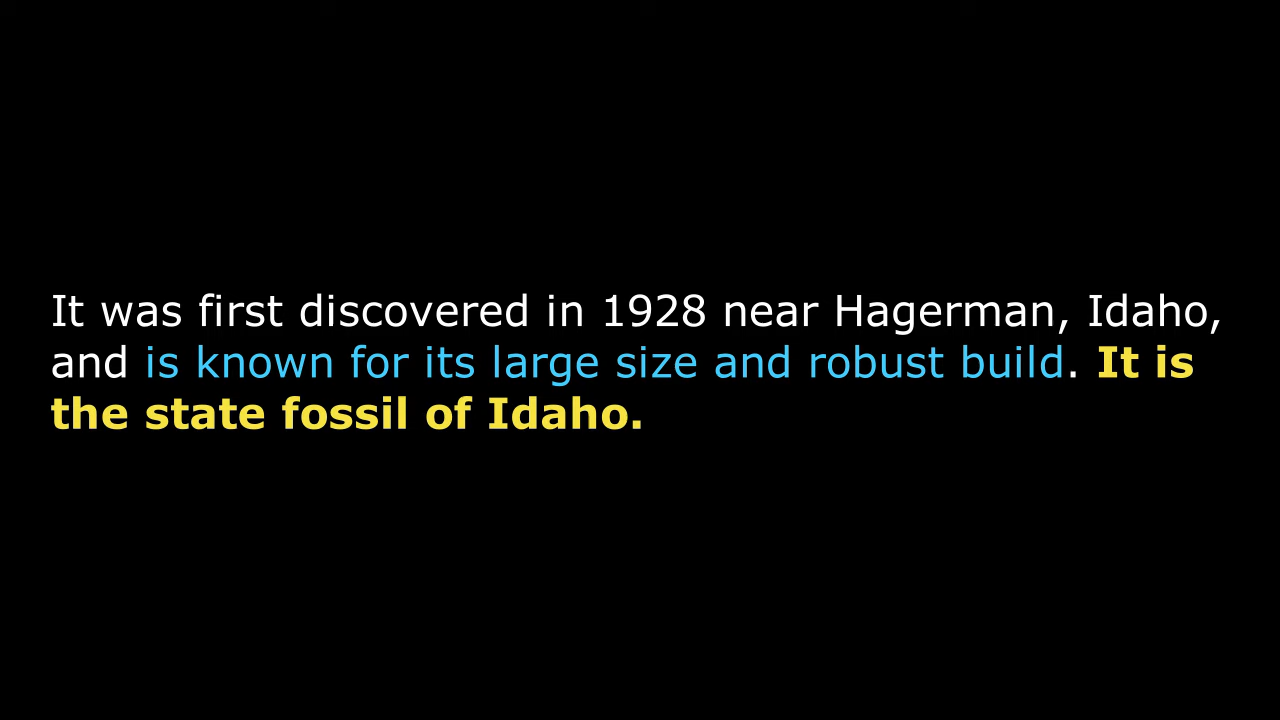 It was first discovered in 1928 near Hagerman, Idaho,
and is known for its large size and robust build. It is
the state fossil of Idaho.